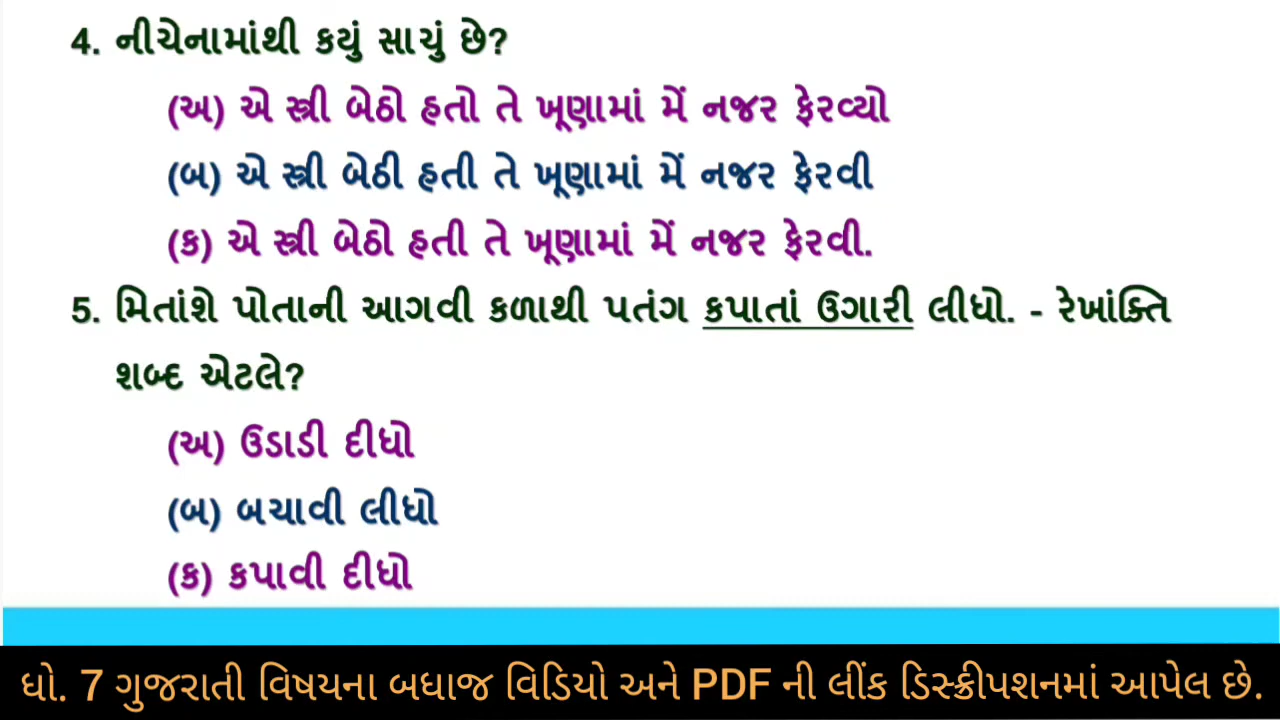 4. નીચેનામાંથી કયું સાચું છે?
(અ) એ સ્ત્રી બેઠો હતો તે ખૂણામાં મેં નજર ફેરવ્યો
(બ) એ સ્ત્રી બેઠી હતી તે ખૂણામાં મેં નજર ફેરવી
(ક) એ સ્ત્રી બેઠો હતી તે ખૂણામાં મેં નજર ફેરવી.
5. મિતાંશે પોતાની આગવી કળાથી પતંગ કપાતાં ઉગારી લીધો. - રેખાંક્તિ
શબ્દ એટલે?
(અ) ઉડાડી દીધો
(બ) બચાવી લીધો
(ક) કપાવી દીધો
ધો. 7 ગુજરાતી વિષયના બધાજ વિડિયો અને PDF ની લીંક ડિસ્ક્રીપશનમાં આપેલ છે.